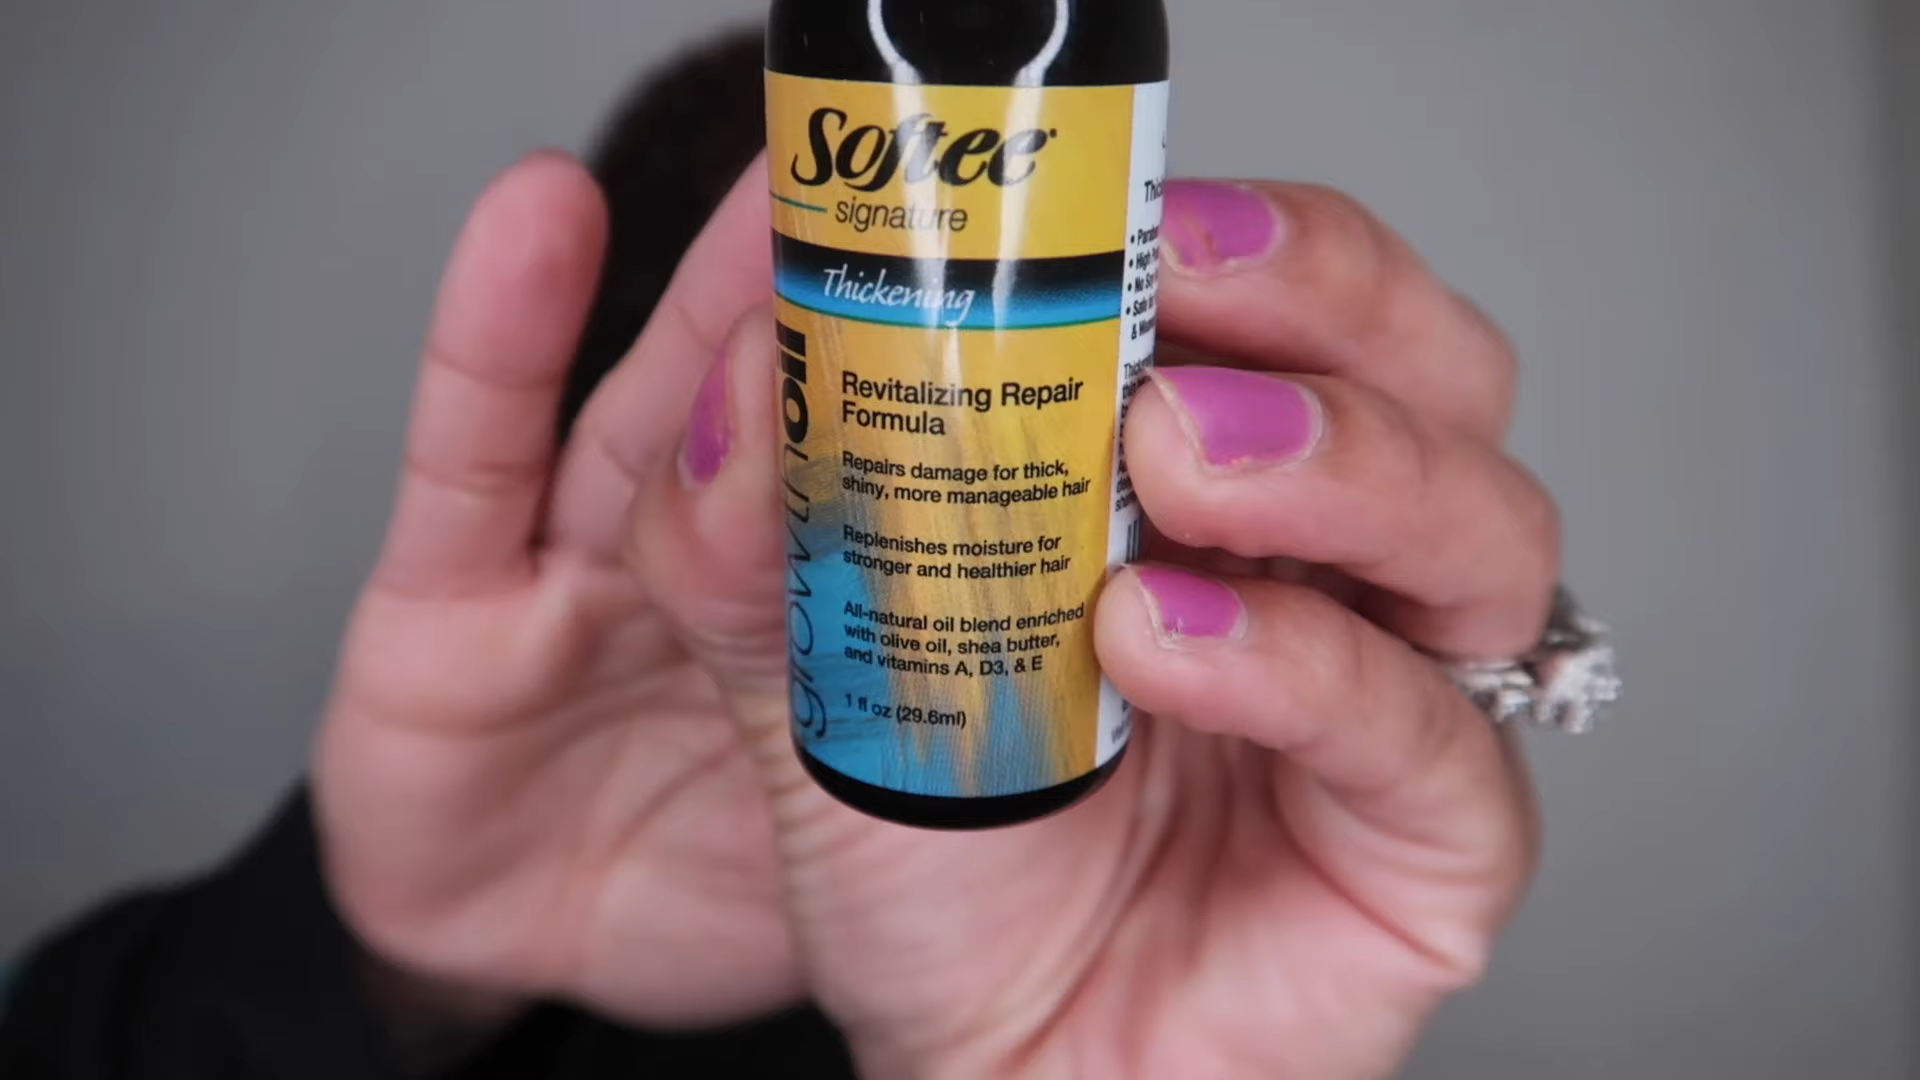 Softee
signature
Thickening
growth oil
Revitalizing Repair
Formula
Repairs damage for thick,
shiny, more manageable hair
Replenishes moisture for
stronger and healthier hair
All-natural oil blend enriched
with olive oil, shea butter,
and vitamins A, D3, & E
1 fl oz (29.6ml)